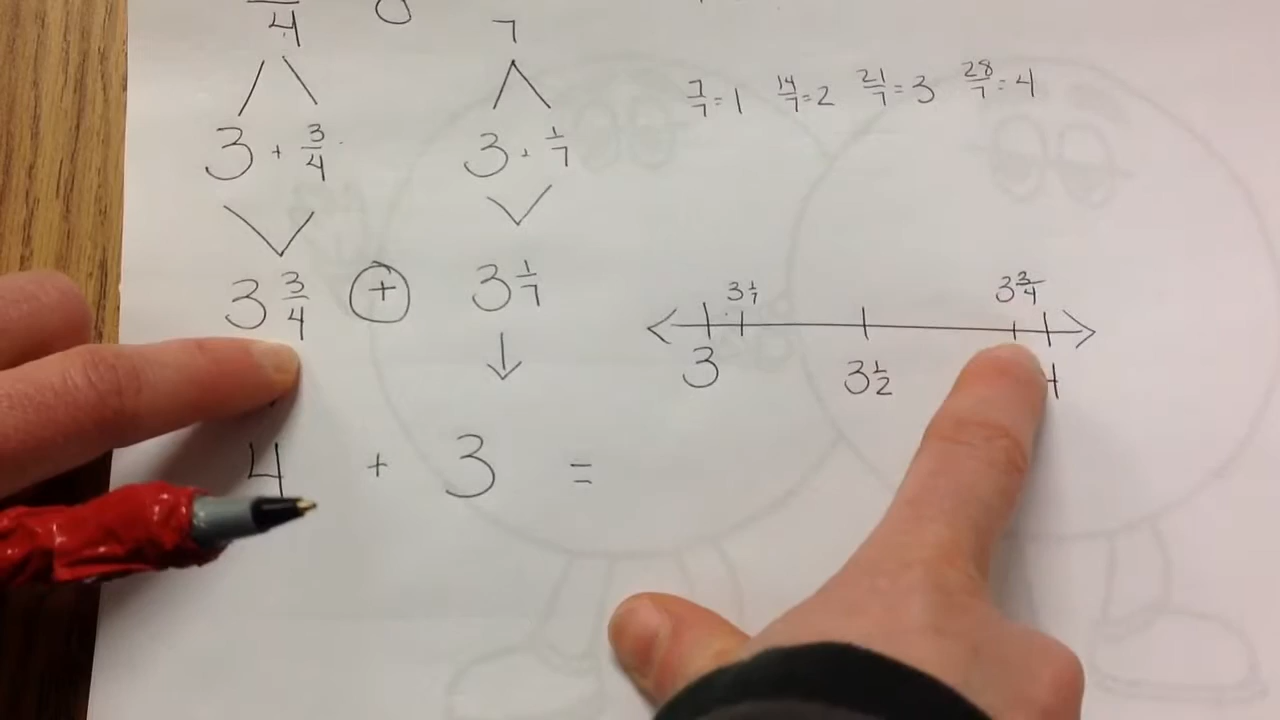 4 7
7/7 = 1 14/7 = 2 21/7 = 3 28/7 = 4
3 + 3/4 3 + 1/7
3 3/4 + 3 1/7
3 1/7 3 3/4
3 3 1/2
4 + 3 =